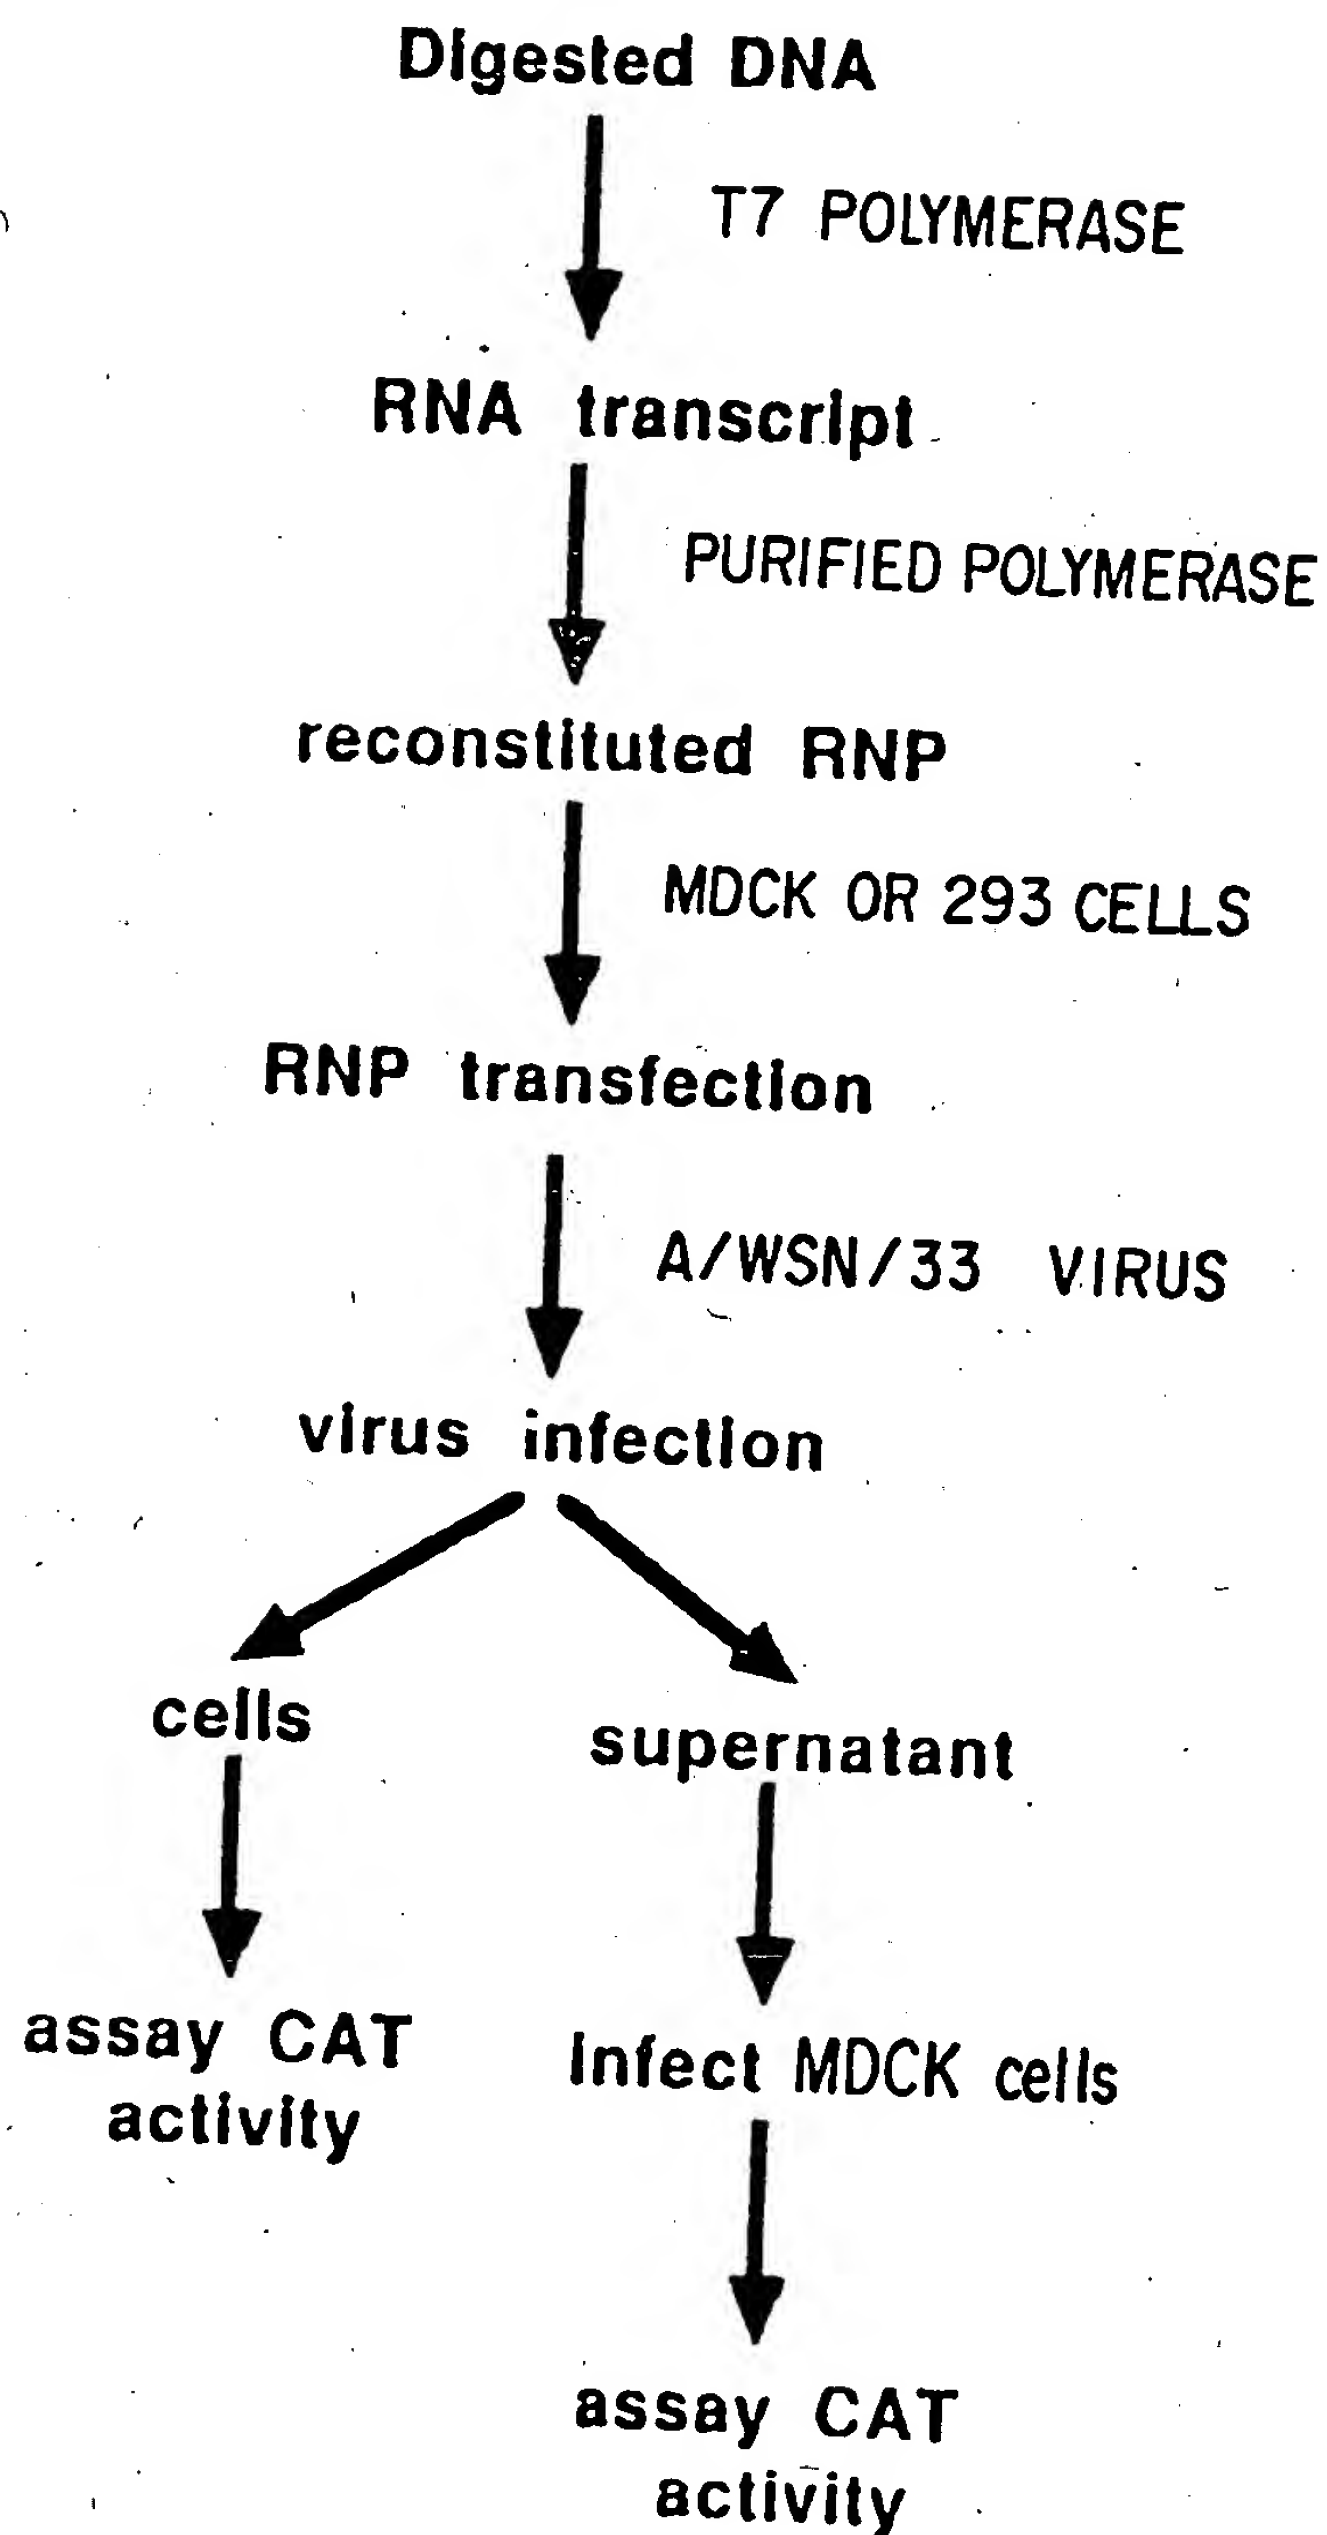 Digested DNA
T7 POLYMERASE
RNA transcript
PURIFIED POLYMERASE
reconstituted RNP
MDCK OR 293 CELLS
RNP transfection
A/WSN/33 VIRUS
virus infection
cells
supernatant
assay CAT
activity
Infect MDCK cells
assay CAT
activity